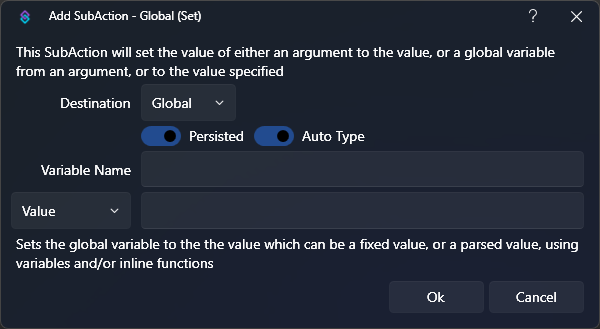 Add SubAction - Global (Set)
?
This SubAction will set the value of either an argument to the value, or a global variable
from an argument, or to the value specified
Destination Global
Persisted Auto Type
Variable Name
Value
Sets the global variable to the the value which can be a fixed value, or a parsed value, using
variables and/or inline functions
Ok Cancel